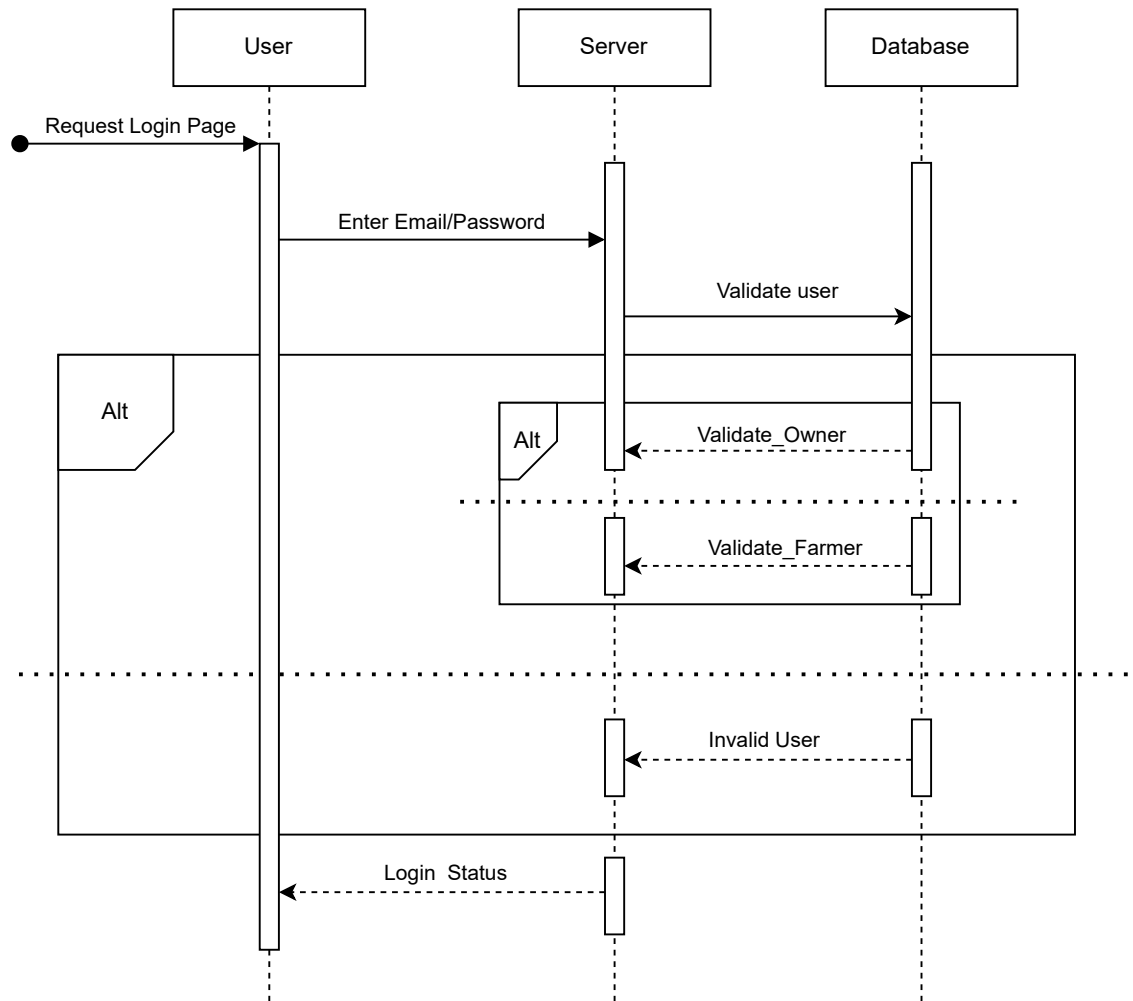 User
Server
Database
Request Login Page
Enter Email/Password
Validate user
Alt
Alt
Validate_Owner
Validate_Farmer
Invalid User
Login  Status